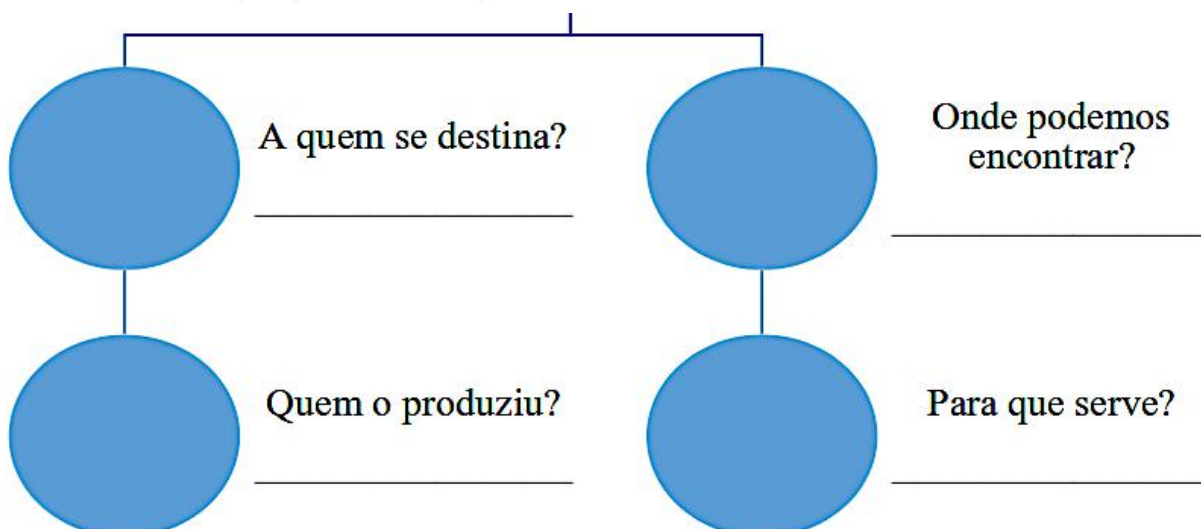 A quem se destina?
Onde podemos
encontrar?
Quem o produziu?
Para que serve?